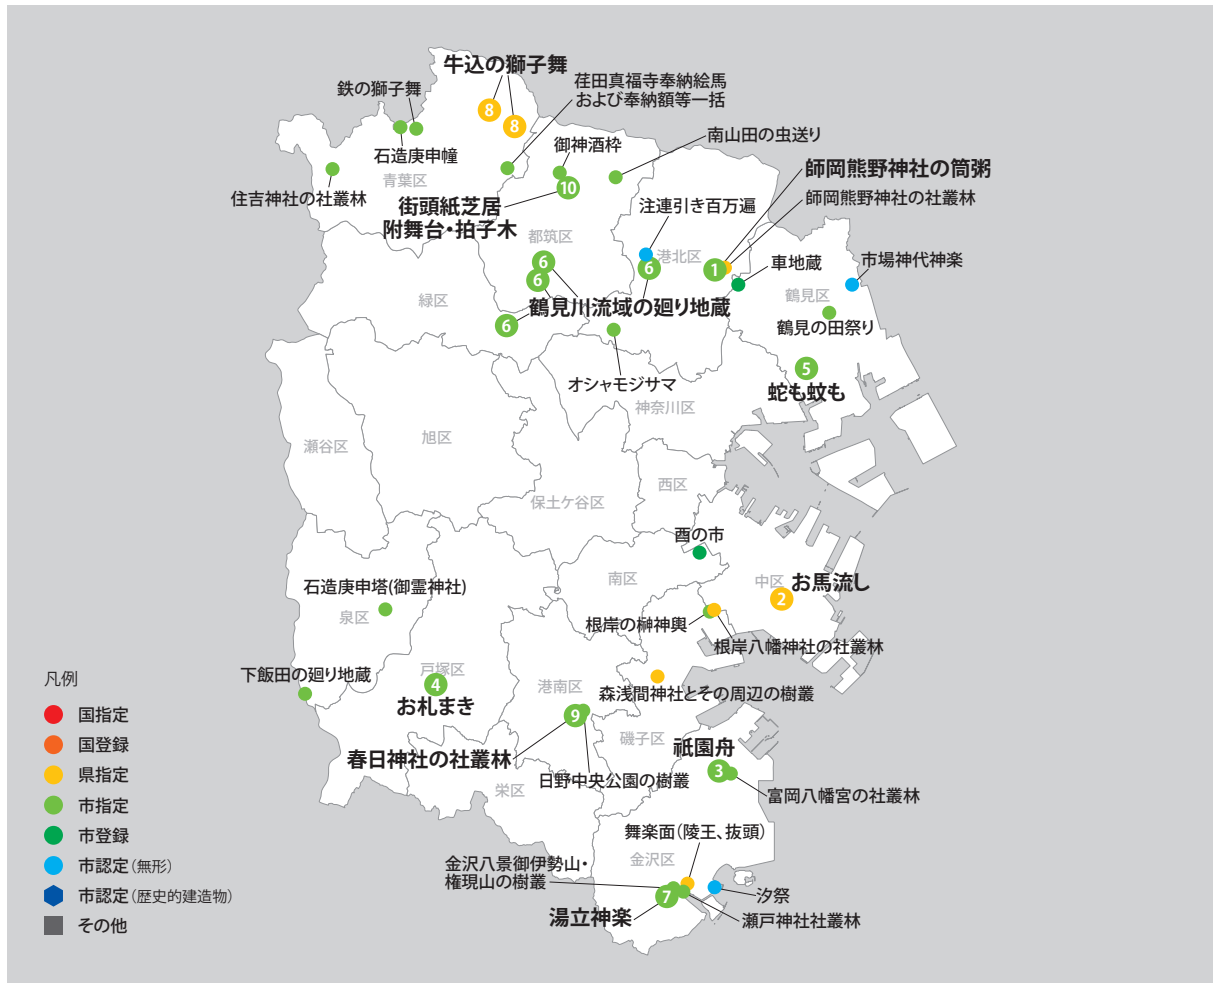 牛込の獅子舞
鉄の獅子舞
荏田真福寺奉納絵馬
および奉納額等一括
8
8
御神酒枠
南山田の虫送り
石造庚申幢
青葉区
住吉神社の社叢林
師岡熊野神社の筒粥
師岡熊野神社の社叢林
街頭紙芝居
附舞台・拍子木
10
注連引き百万遍
都筑区
港北区
6
6
6
1
車地蔵
市場神代神楽
鶴見区
緑区
鶴見川流域の廻り地蔵
6
鶴見の田祭り
オシャモジサマ
5
蛇も蚊も
神奈川区
瀬谷区
旭区
西区
保土ケ谷区
酉の市
南区
中区
お馬流し
2
石造庚申塔(御霊神社)
泉区
根岸の榊神輿
根岸八幡神社の社叢林
下飯田の廻り地蔵
戸塚区
4
お札まき
港南区
森浅間神社とその周辺の樹叢
9
磯子区
祇園舟
春日神社の社叢林
日野中央公園の樹叢
3
栄区
富岡八幡宮の社叢林
舞楽面(陵王、抜頭)
金沢区
金沢八景御伊勢山・
権現山の樹叢
7
汐祭
湯立神楽
瀬戸神社社叢林
凡例
国指定
国登録
県指定
市指定
市登録
市認定(無形)
市認定(歴史的建造物)
その他